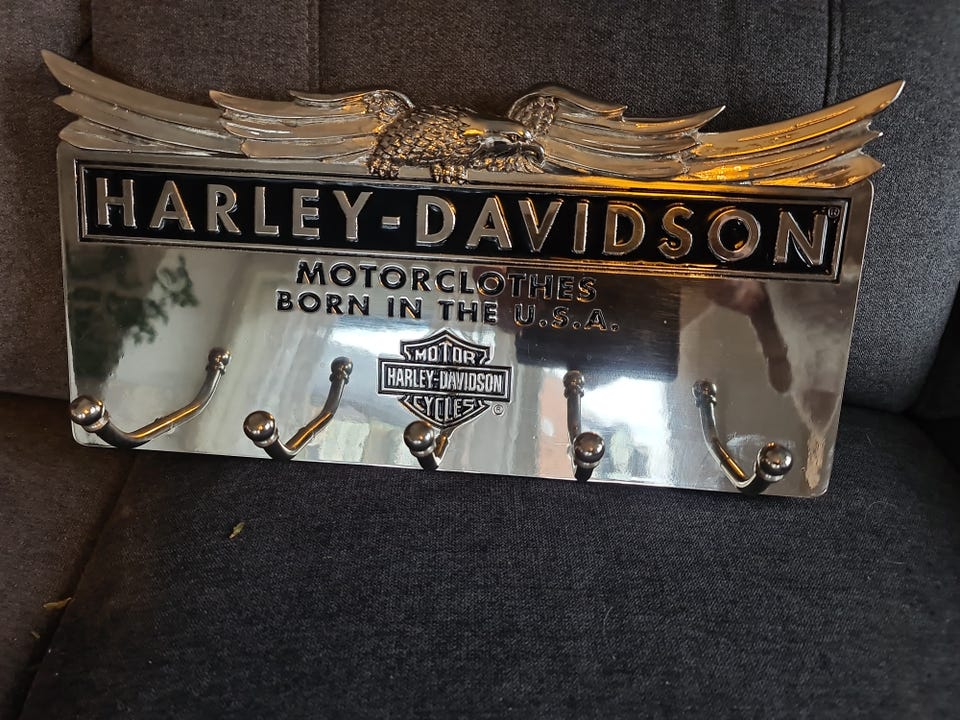 HARLEY-DAVIDSON®
MOTORCLOTHES
BORN IN THE U.S.A.
MOTOR
HARLEY-DAVIDSON
CYCLES
®